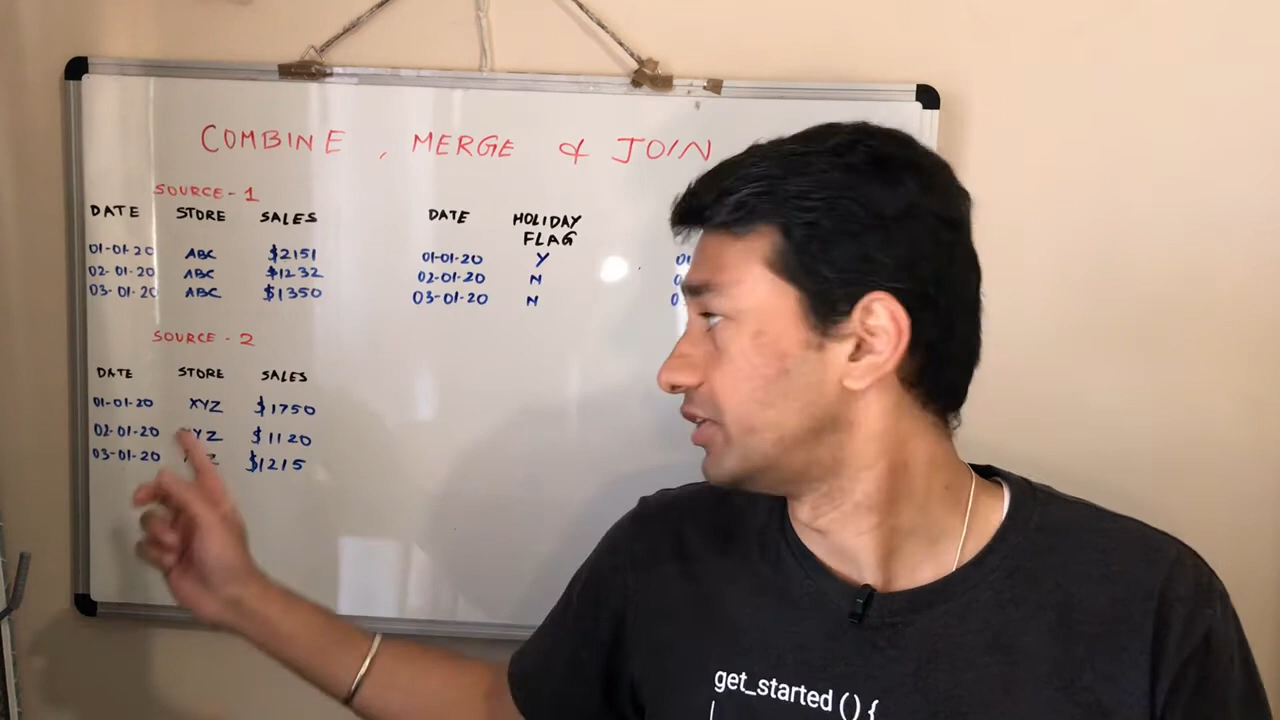 COMBINE, MERGE & JOIN
SOURCE-1
DATE STORE SALES
01-01-20 ABC $2151
02-01-20 ABC $1232
03-01-20 ABC $1350
DATE HOLIDAY FLAG
01-01-20 Y
02-01-20 N
03-01-20 N
SOURCE-2
DATE STORE SALES
01-01-20 XYZ $1750
02-01-20 $1120
03-01-20 $1215
get_started () {